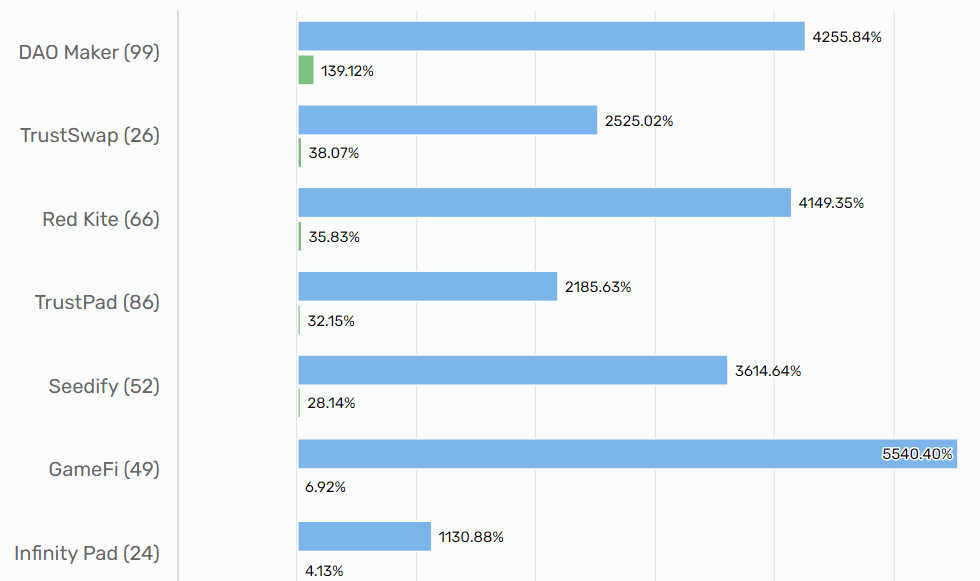 DAO Maker (99)
4255.84%
139.12%
TrustSwap (26)
2525.02%
38.07%
Red Kite (66)
4149.35%
35.83%
TrustPad (86)
2185.63%
32.15%
Seedify (52)
3614.64%
28.14%
GameFi (49)
5540.40%
6.92%
Infinity Pad (24)
1130.88%
4.13%